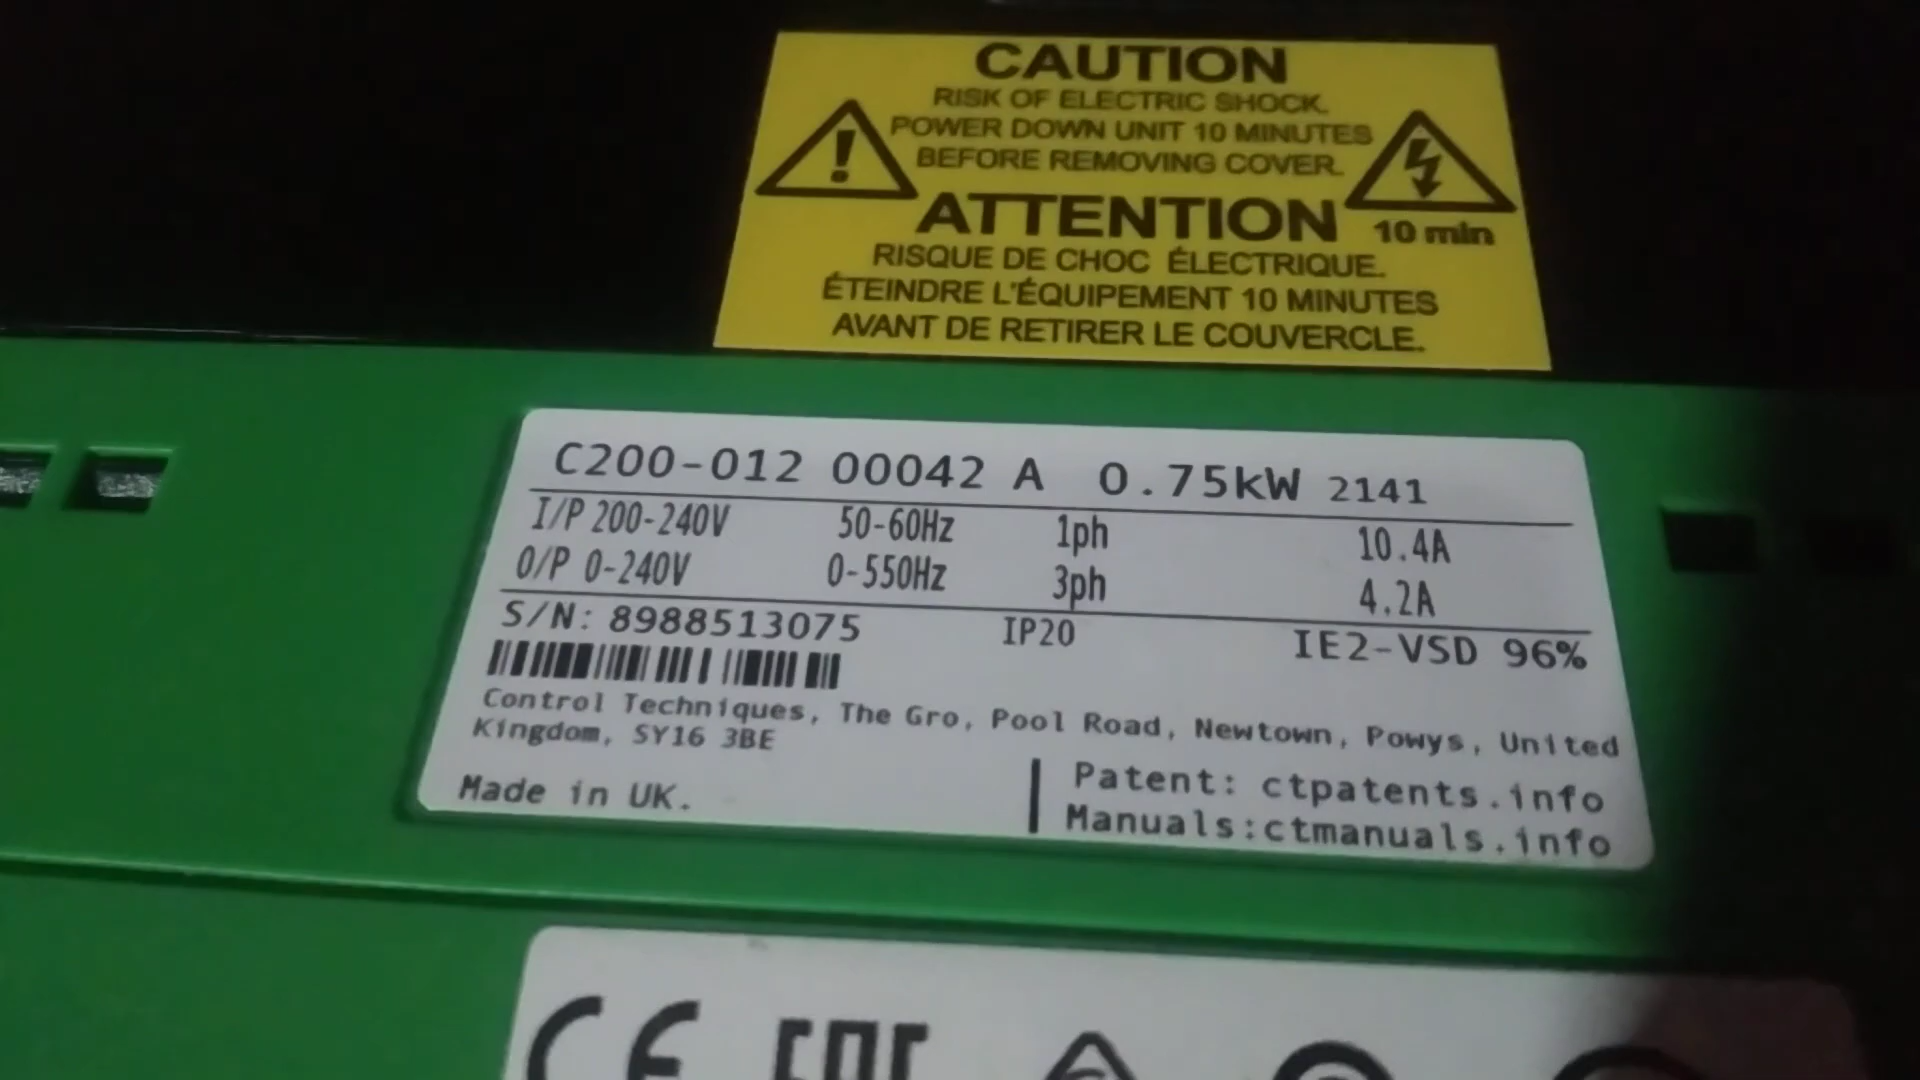 CAUTION
RISK OF ELECTRIC SHOCK.
POWER DOWN UNIT 10 MINUTES
BEFORE REMOVING COVER.
ATTENTION
10 min
RISQUE DE CHOC ÉLECTRIQUE.
ÉTEINDRE L'ÉQUIPEMENT 10 MINUTES
AVANT DE RETIRER LE COUVERCLE.
C200-012 00042 A 0.75kW 2141
I/P 200-240V 50-60Hz 1ph 10.4A
O/P 0-240V 0-550Hz 3ph 4.2A
S/N: 8988513075 IP20 IE2-VSD 96%
Control Techniques, The Gro, Pool Road, Newtown, Powys, United
Kingdom, SY16 3BE
Made in UK.
Patent: ctpatents.info
Manuals:ctmanuals.info
CE EAC